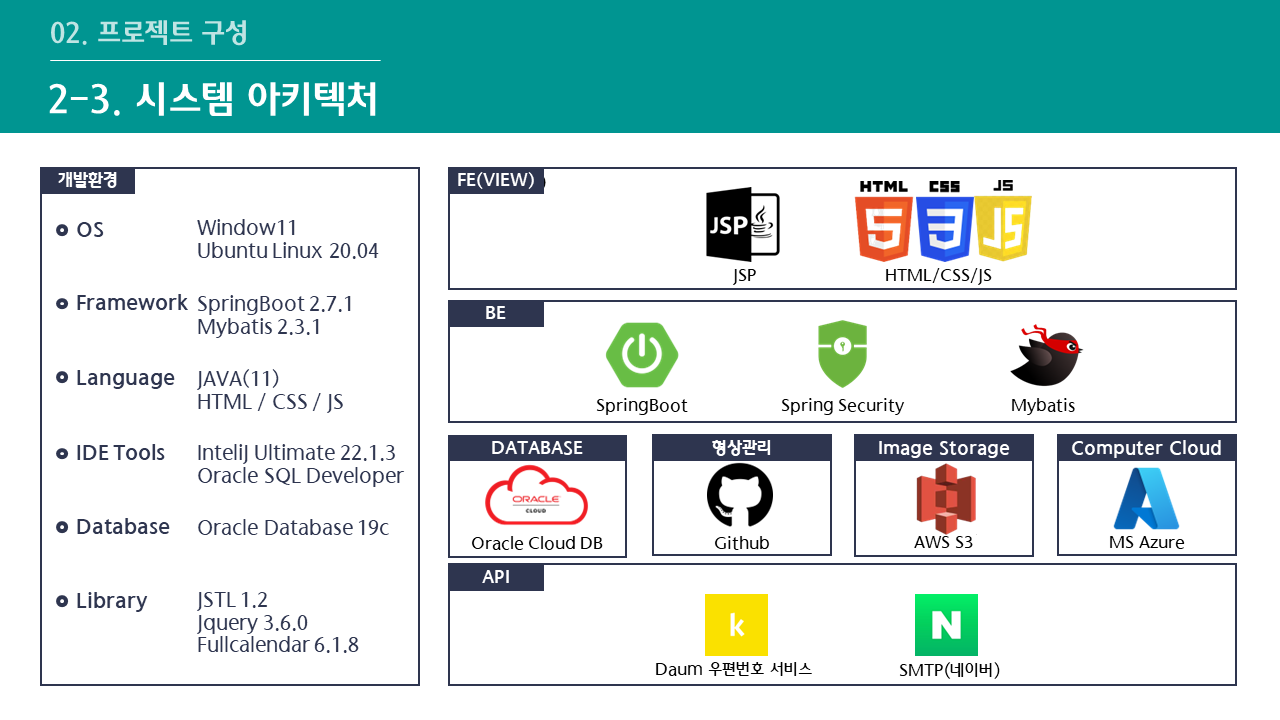 02. 프로젝트 구성
2-3. 시스템 아키텍처
개발환경
OS
Window11
Ubuntu Linux 20.04
Framework
SpringBoot 2.7.1
Mybatis 2.3.1
Language
JAVA(11)
HTML / CSS / JS
IDE Tools
InteliJ Ultimate 22.1.3
Oracle SQL Developer
Database
Oracle Database 19c
Library
JSTL 1.2
Jquery 3.6.0
Fullcalendar 6.1.8
FE(VIEW)
JSP
JSP
HTML CSS JS
5 3 JS
HTML/CSS/JS
BE
SpringBoot
Spring Security
Mybatis
DATABASE
ORACLE
CLOUD
Oracle Cloud DB
형상관리
Github
Image Storage
AWS S3
Computer Cloud
MS Azure
API
k
Daum 우편번호 서비스
N
SMTP(네이버)